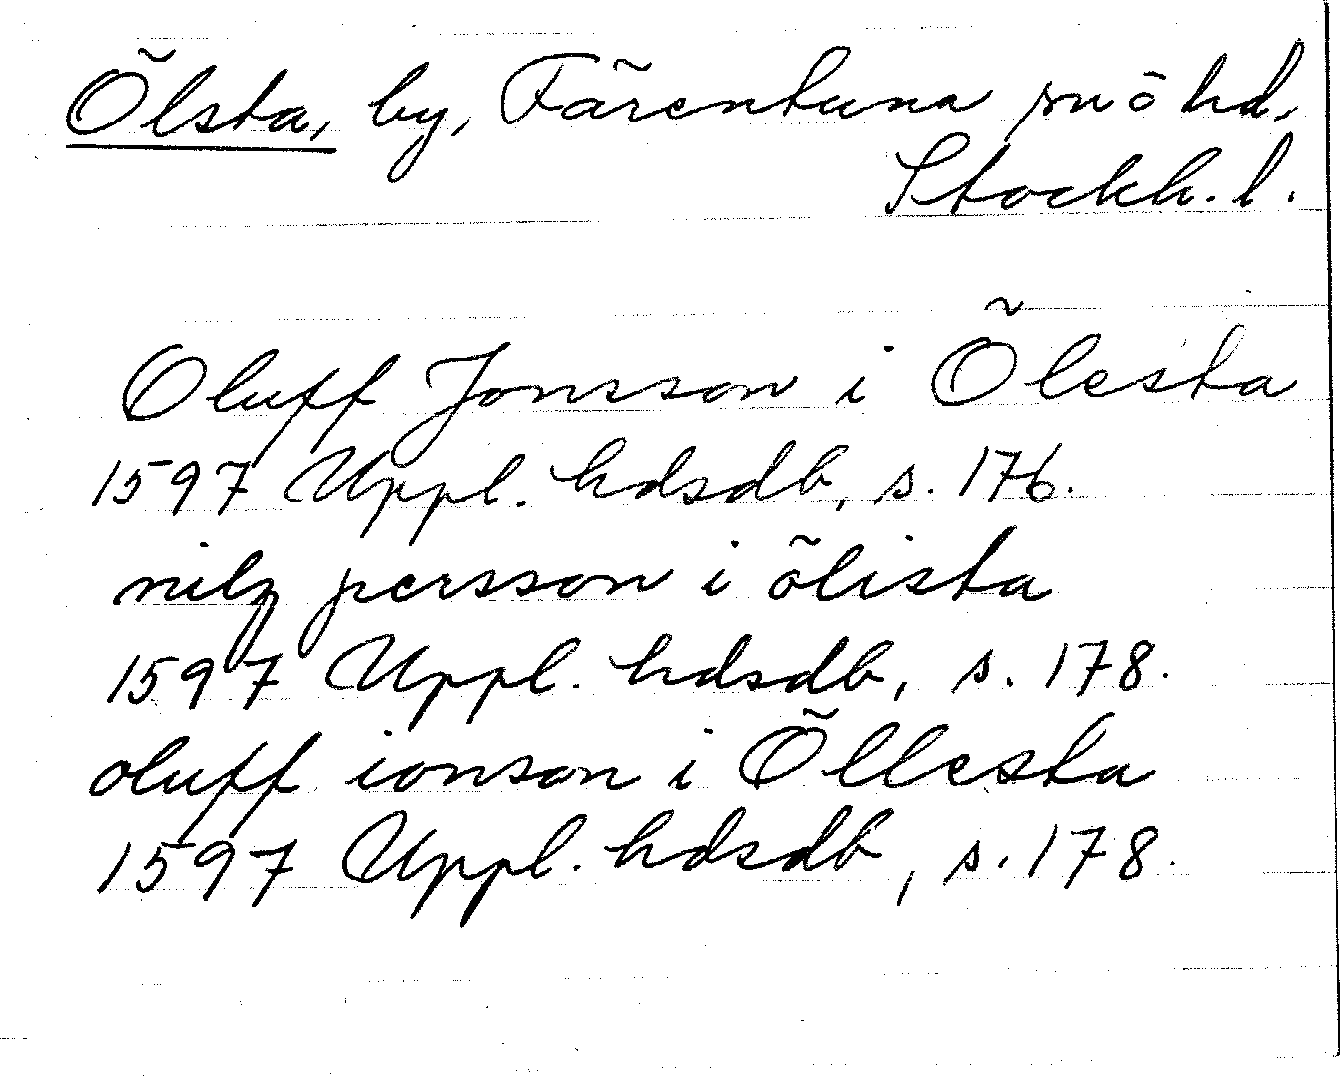 Ölsta, by, Färentuna sn o hd,
Stockh. l.
Oluff Jonsson i Ölesta
1597 Uppl. hdsdb, s. 176.
nilz persson i ölista
1597 Uppl. hdsdb, s. 178.
oluff ionson i Öllesta
1597 Uppl. hdsdb, s. 178.